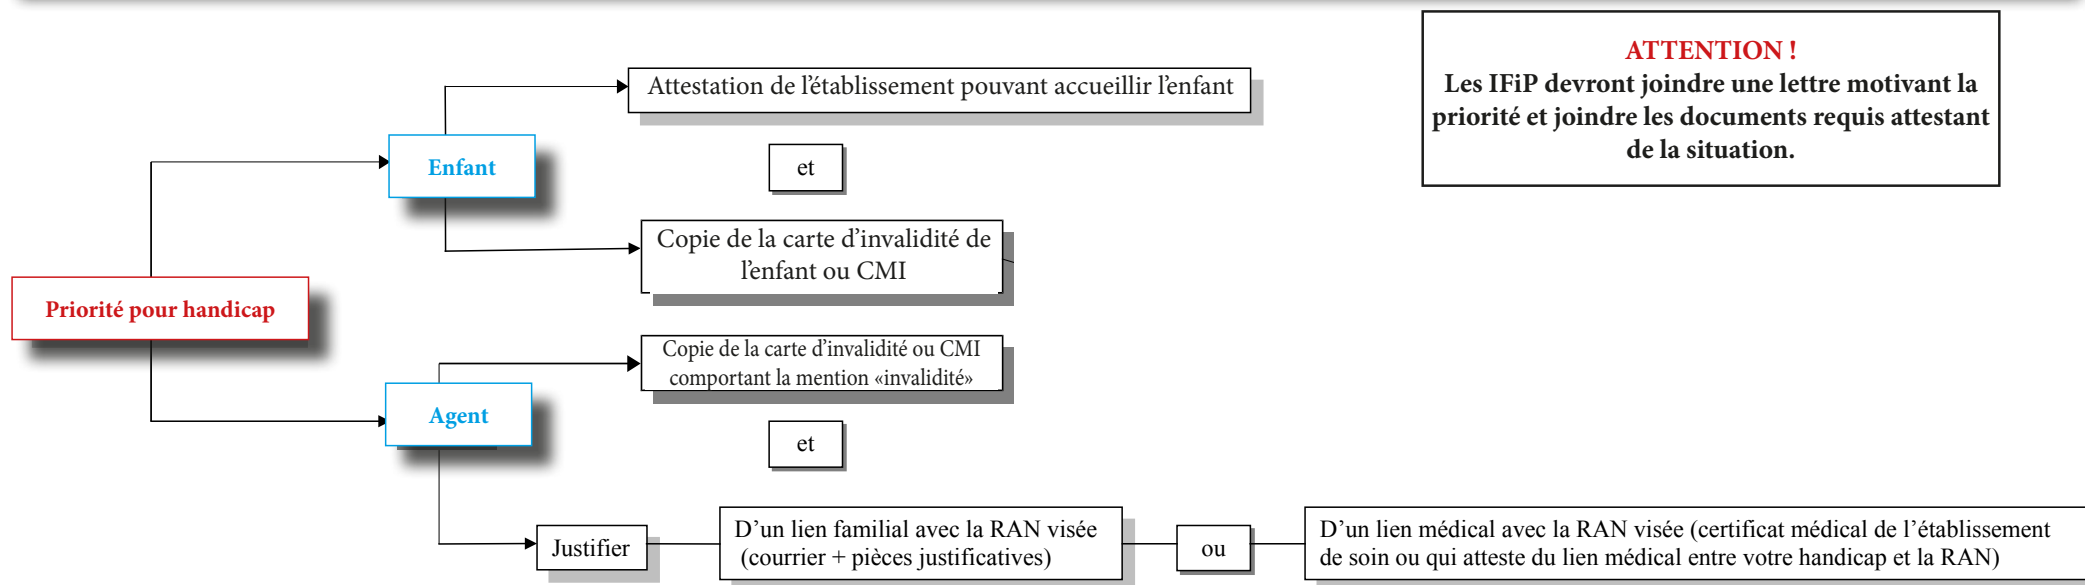 ATTENTION !
Les IFiP devront joindre une lettre motivant la
priorité et joindre les documents requis attestant
de la situation.
Attestation de l'établissement pouvant accueillir l'enfant
Enfant
et
Copie de la carte d'invalidité de
l'enfant ou CMI
Priorité pour handicap
Copie de la carte d'invalidité ou CMI
comportant la mention «invalidité»
Agent
et
Justifier
D'un lien familial avec la RAN visée
(courrier + pièces justificatives)
ou
D'un lien médical avec la RAN visée (certificat médical de l'établissement
de soin ou qui atteste du lien médical entre votre handicap et la RAN)